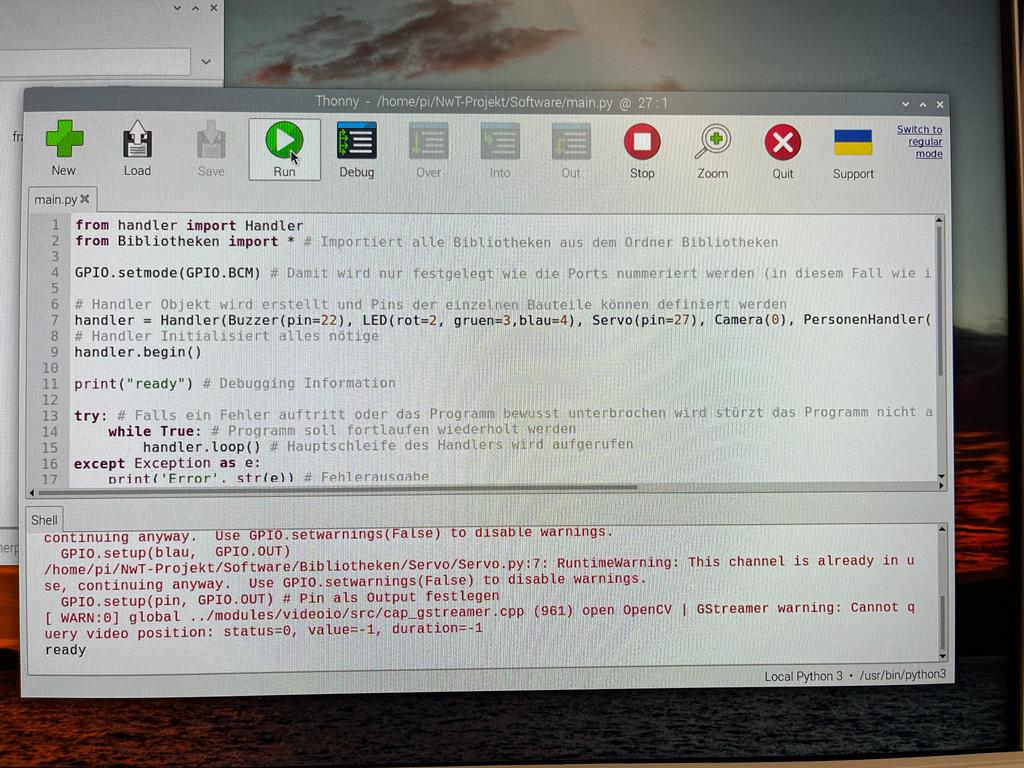 Thonny - /home/pi/NwT-Projekt/Software/main.py @ 27 : 1
New
Load
Save
Run
Debug
Over
Into
Out
Stop
Zoom
Quit
Support
Switch to
regular
mode
main.py
1 from handler import Handler
2 from Bibliotheken import * # Importiert alle Bibliotheken aus dem Ordner Bibliotheken
3
4 GPIO.setmode(GPIO.BCM) # Damit wird nur festgelegt wie die Ports nummeriert werden (in diesem Fall wie i
5
6 # Handler Objekt wird erstellt und Pins der einzelnen Bauteile können definiert werden
7 handler = Handler(Buzzer(pin=22), LED(rot=2, gruen=3,blau=4), Servo(pin=27), Camera(0), PersonenHandler(
8 # Handler Initialisiert alles nötige
9 handler.begin()
10
11 print("ready") # Debugging Information
12
13 try: # Falls ein Fehler auftritt oder das Programm bewusst unterbrochen wird stürzt das Programm nicht a
14 while True: # Programm soll fortlaufen wiederholt werden
15 handler.loop() # Hauptschleife des Handlers wird aufgerufen
16 except Exception as e:
17 print('Error', str(e)) # Fehlerausgabe
Shell
continuing anyway. Use GPIO.setwarnings(False) to disable warnings.
GPIO.setup(blau, GPIO.OUT)
/home/pi/NwT-Projekt/Software/Bibliotheken/Servo/Servo.py:7: RuntimeWarning: This channel is already in u
se, continuing anyway. Use GPIO.setwarnings(False) to disable warnings.
GPIO.setup(pin, GPIO.OUT) # Pin als Output festlegen
[ WARN:0] global ../modules/videoio/src/cap_gstreamer.cpp (961) open OpenCV | GStreamer warning: Cannot q
uery video position: status=0, value=-1, duration=-1
ready
Local Python 3 • /usr/bin/python3